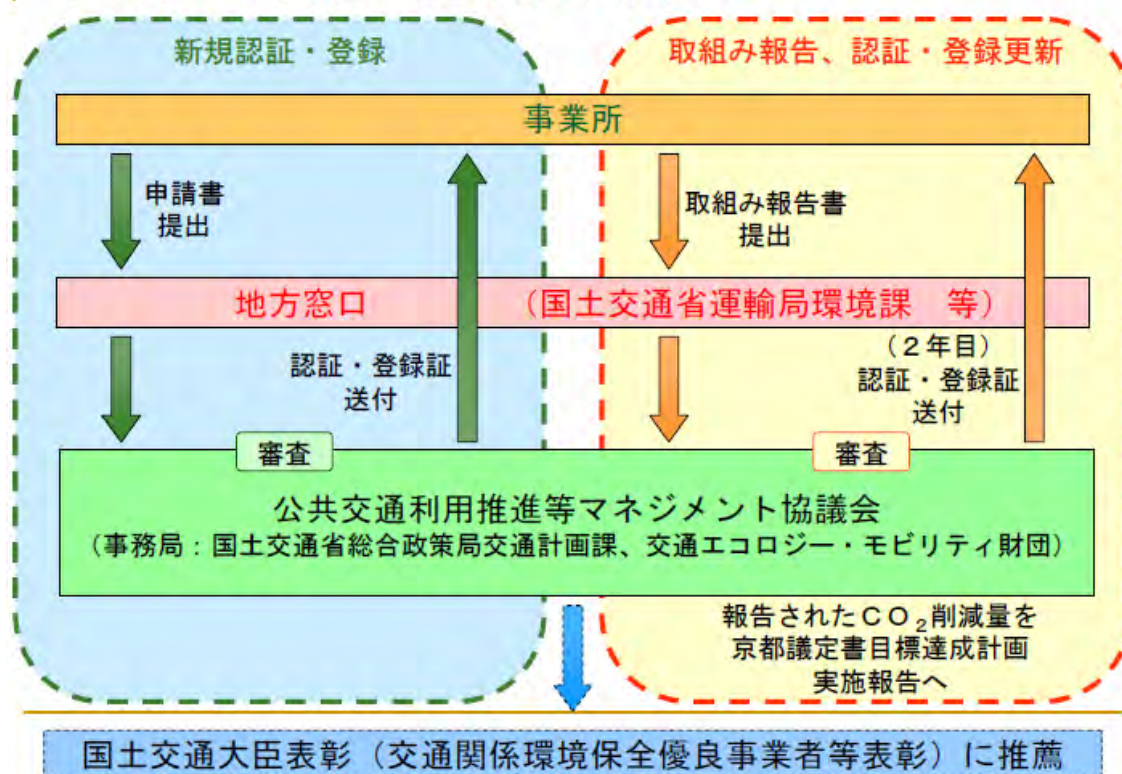 新規認証・登録
取組み報告、認証・登録更新
事業所
申請書
提出
取組み報告書
提出
地方窓口 （国土交通省運輸局環境課 等）
認証・登録証
送付
（２年目）
認証・登録証
送付
審査
審査
公共交通利用推進等マネジメント協議会
（事務局：国土交通省総合政策局交通計画課、交通エコロジー・モビリティ財団）
報告されたＣＯ₂削減量を
京都議定書目標達成計画
実施報告へ
国土交通大臣表彰（交通関係環境保全優良事業者等表彰）に推薦